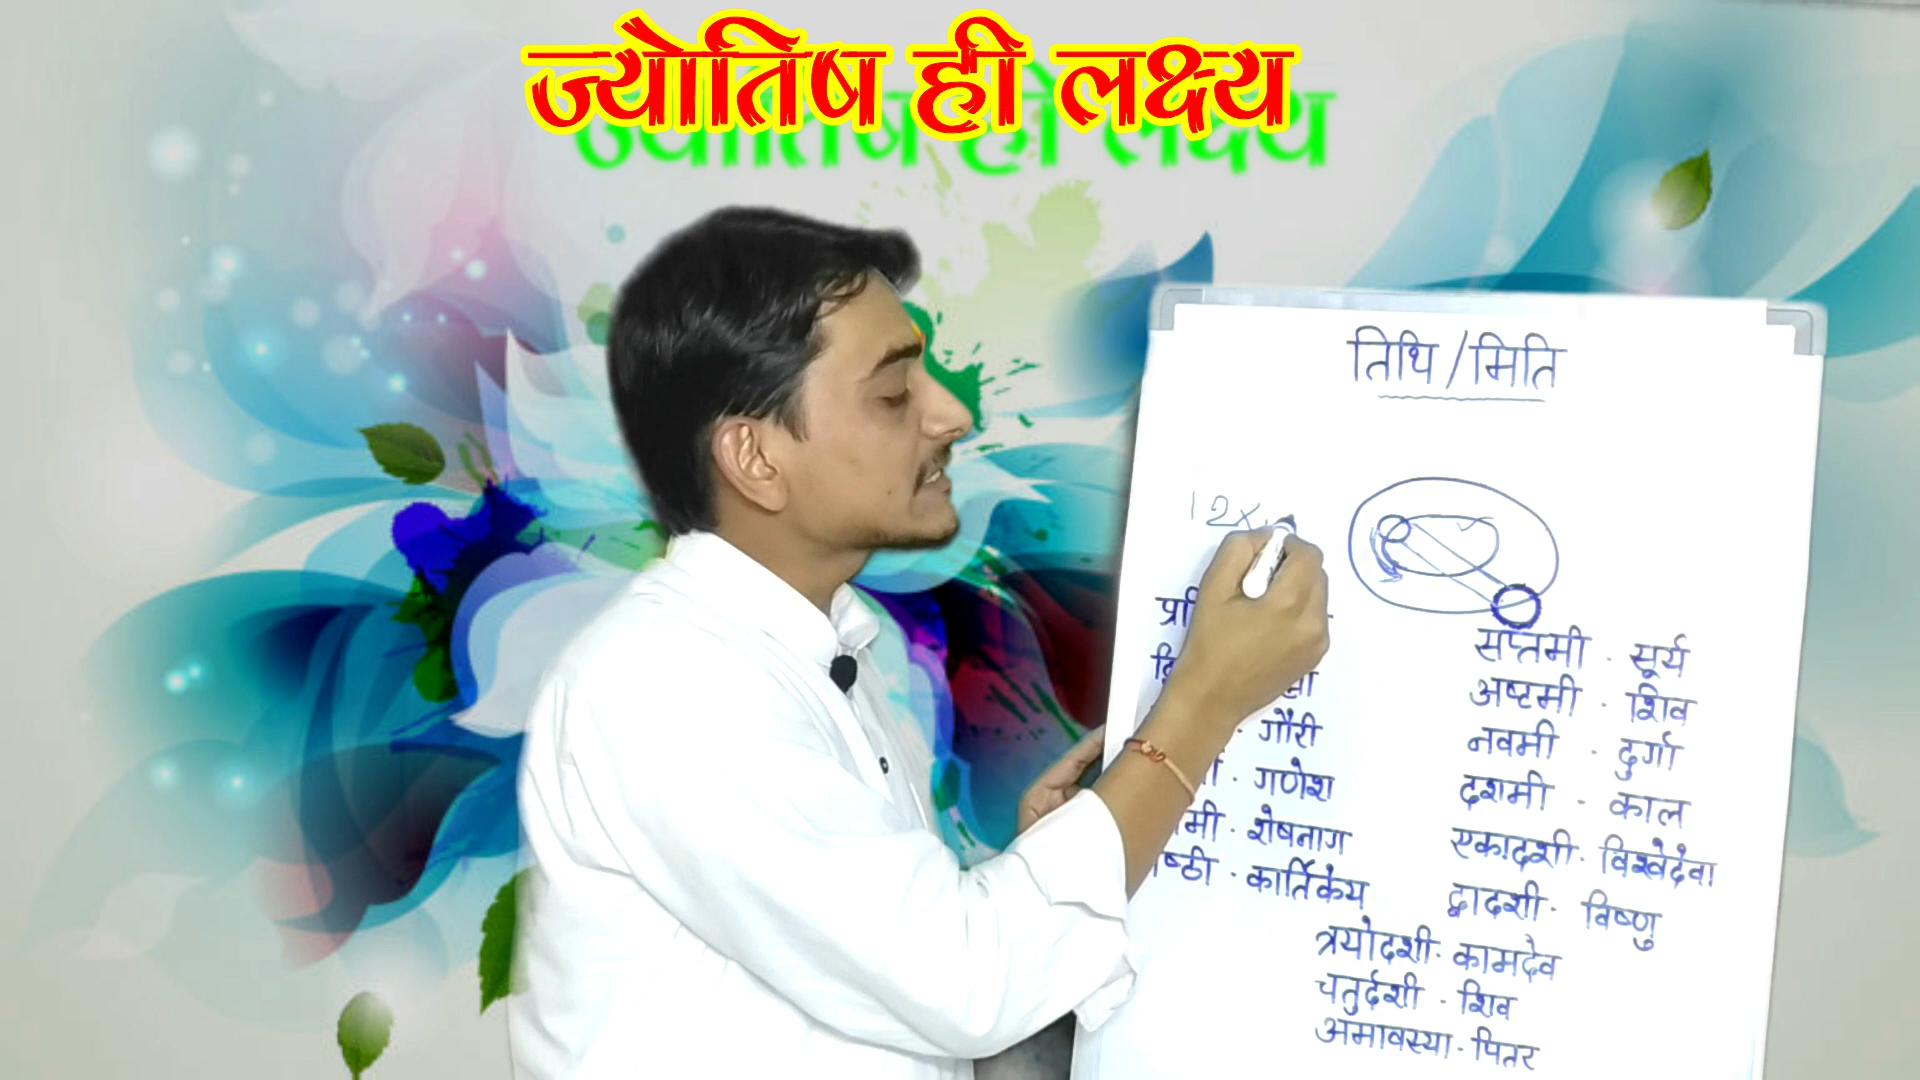 ज्योतिष ही लक्ष्य
ज्योतिष ही लक्ष्य
तिथि / मिति
12x
सप्तमी . सूर्य
अष्टमी . शिव
. गौरी
नवमी . दुर्गा
. गणेश
दशमी - काल
मी . शेषनाग
एकादशी . विश्वेदेवा
ष्ठी . कार्तिकेय
द्वादशी . विष्णु
त्रयोदशी . कामदेव
चतुर्दशी . शिव
अमावस्या . पितर